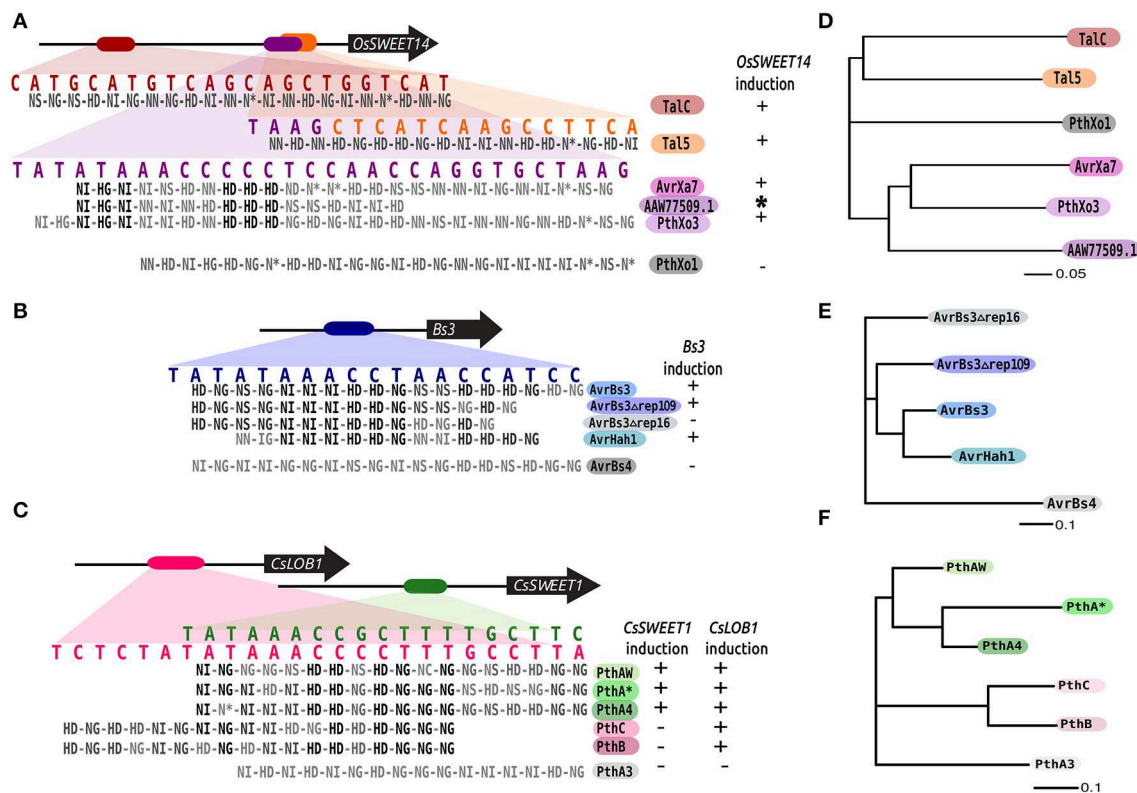 A
OsSWEET14
OsSWEET14
induction
CATGCATGTCAGCAGCTGGTCAT
NS-NG-NS-HD-NI-NG-NN-NG-HD-NI-NN-N*-NI-NN-HD-NG-NI-NN-N*-HD-NN-NG
TalC +
TAAGCTCATCAAGCCTTCA
NN-HD-NN-HD-NG-NG-HD-NI-NI-NN-HD-HD-N*-NG-HD-NI
Tal5 +
TATATAAACCCCCTCCAACCAGGTGCTAAG
NI-HG-NI-NI-NS-HD-NN-HD-HD-HD-ND-N*-N*-HD-HD-NS-NS-NN-NN-NI-NG-NN-NI-N*-NS-NG
AvrXa7 +
NI-HG-NI-NN-NI-NN-NG-HD-HD-HD-NS-HD-NI-NI-HD
AAW77509.1 *
NI-HG-NI-HG-NI-NI-NI-HD-NN-HD-HD-HD-NG-NI-HD-HD-NN-NS-NI-NN-NN-NG-NN-HD-N*-NS-NG
PthXo3 +
NN-HD-NI-HG-HD-NG-N*-HD-HD-NI-NG-NG-NI-HD-NG-NN-NG-NI-NI-NI-NI-N*-NS-N*
PthXo1 -
B
Bs3
Bs3
induction
TATATAAACCTAACCATCC
HD-NG-NS-NG-NI-NI-NI-HD-HD-NG-NS-NS-HD-HD-HD-NG-HD-NG
AvrBs3 +
HD-NG-NS-NG-NI-NI-NI-HD-HD-NG-NS-NS-NG-HD-NG
AvrBs3△rep109 +
HD-NG-NS-NG-NI-NI-NI-HD-HD-NG-HD-NG-HD-NG
AvrBs3△rep16 -
NN-IG-NI-NI-NI-HD-HD-NG-NN-NI-HD-HD-HD-NG
AvrHah1 +
NI-NG-NI-NI-NG-NG-NI-NS-NG-NI-NS-NG-HD-HD-NS-HD-NG-NG
AvrBs4 -
C
CsLOB1
CsSWEET1
CsSWEET1 CsLOB1
induction induction
TATAAACCGCTTTTGCTTC
TCTCTATATAAACCCCTTTGCCTTA
NI-NG-NG-NG-NS-HD-HD-NS-HD-NG-NC-NG-NG-NS-HD-HD-NG-NG
PthAW + +
NI-NG-NI-HD-NI-HD-HD-NG-HD-NG-NG-NG-NS-HD-NS-NG-NG-NG
PthA* + +
NI-N*-NI-NI-NI-HD-HD-NG-HD-NG-NG-NG-NG-NS-HD-HD-NG-NG
PthA4 + +
HD-NG-HD-HD-NI-NG-NI-NG-NI-NI-HD-NG-HD-HD-HD-NG-NG-NG
PthC - +
HD-NG-HD-NG-NI-NG-HD-NG-HD-NI-HD-HD-HD-HD-HD-NG-NG-NG
PthB - +
NI-HD-NI-HD-NI-NG-HD-NG-NG-NG-NI-NI-NI-NI-HD-NG
PthA3 - -
D
TalC
Tal5
PthXo1
AvrXa7
PthXo3
AAW77509.1
0.05
E
AvrBs3△rep16
AvrBs3△rep109
AvrBs3
AvrHah1
AvrBs4
0.1
F
PthAW
PthA*
PthA4
PthC
PthB
PthA3
0.1